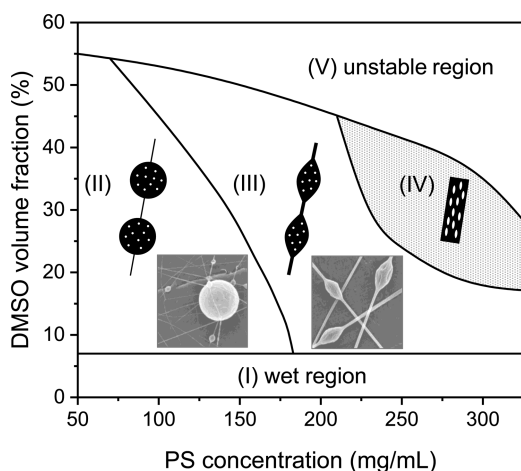 60
(V) unstable region
50
40
(II)
(III)
(IV)
30
20
10
(I) wet region
0
50
100
150
200
250
300
DMSO volume fraction (%)
PS concentration (mg/mL)